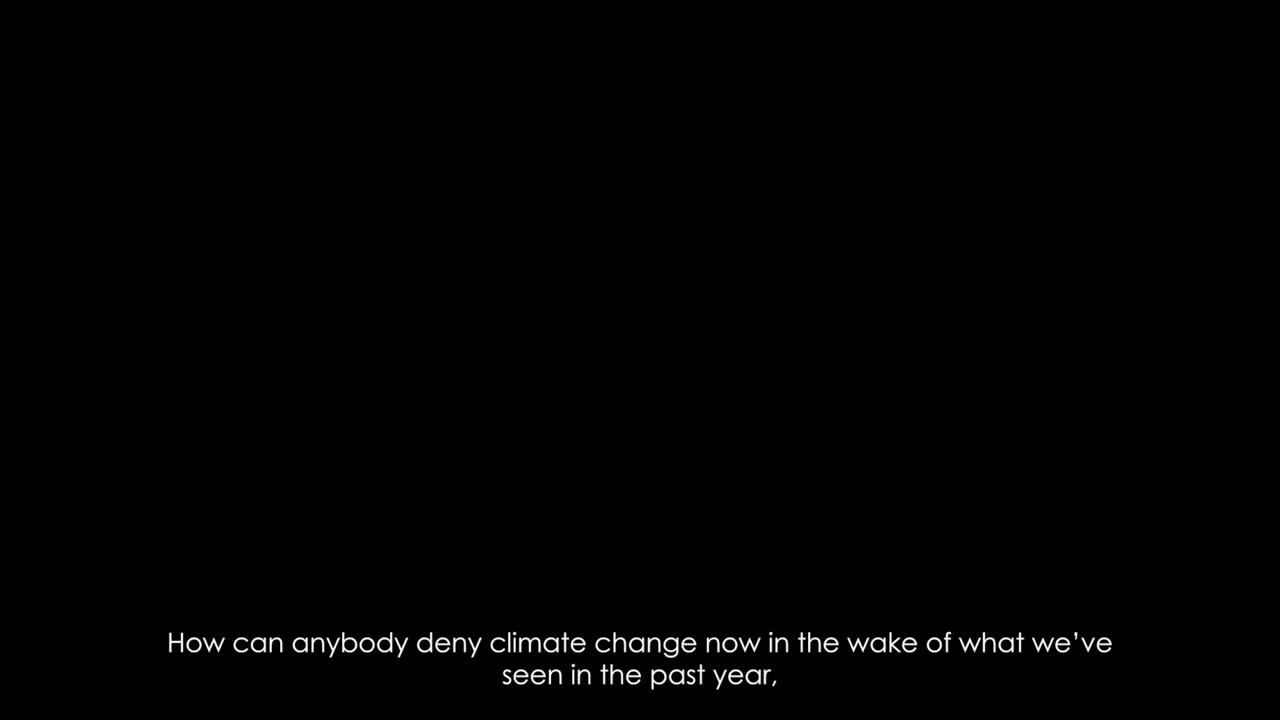 How can anybody deny climate change now in the wake of what we’ve
seen in the past year,